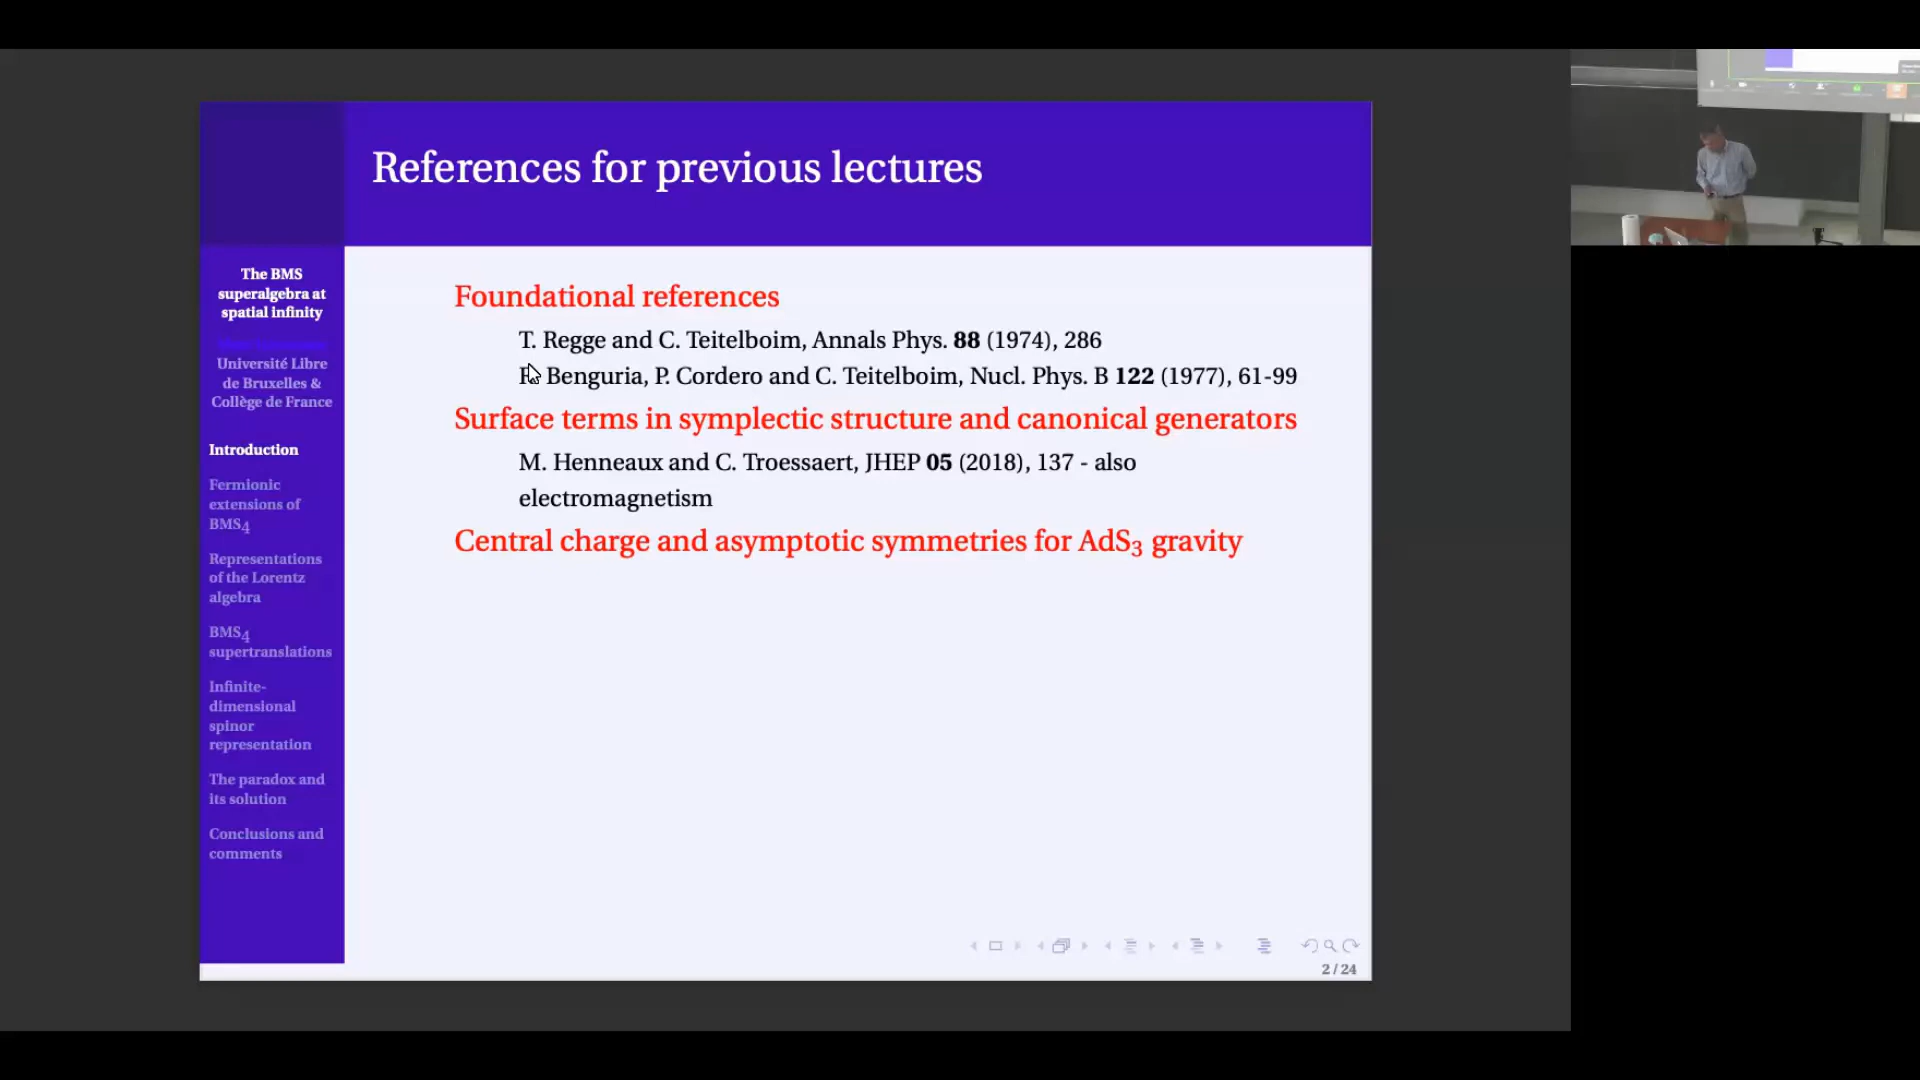 References for previous lectures
The BMS
superalgebra at
spatial infinity
Université Libre
de Bruxelles &
Collège de France
Introduction
Fermionic
extensions of
BMS4
Representations
of the Lorentz
algebra
BMS4
supertranslations
Infinite-
dimensional
spinor
representation
The paradox and
its solution
Conclusions and
comments
Foundational references
T. Regge and C. Teitelboim, Annals Phys. 88 (1974), 286
Benguria, P. Cordero and C. Teitelboim, Nucl. Phys. B 122 (1977), 61-99
Surface terms in symplectic structure and canonical generators
M. Henneaux and C. Troessaert, JHEP 05 (2018), 137 - also
electromagnetism
Central charge and asymptotic symmetries for AdS3 gravity
2 / 24